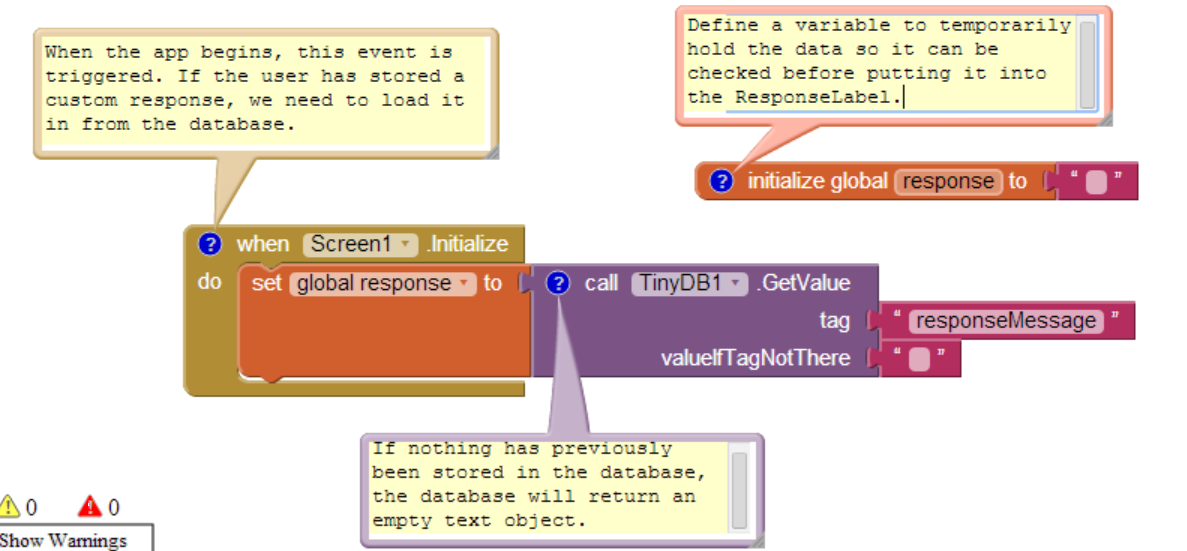 When the app begins, this event is
triggered. If the user has stored a
custom response, we need to load it
in from the database.
Define a variable to temporarily
hold the data so it can be
checked before putting it into
the ResponseLabel.
? initialize global response to " "
? when Screen1 .Initialize
do set global response to ? call TinyDB1 .GetValue
tag " responseMessage "
valueIfTagNotThere " "
If nothing has previously
been stored in the database,
the database will return an
empty text object.
0 0
Show Warnings